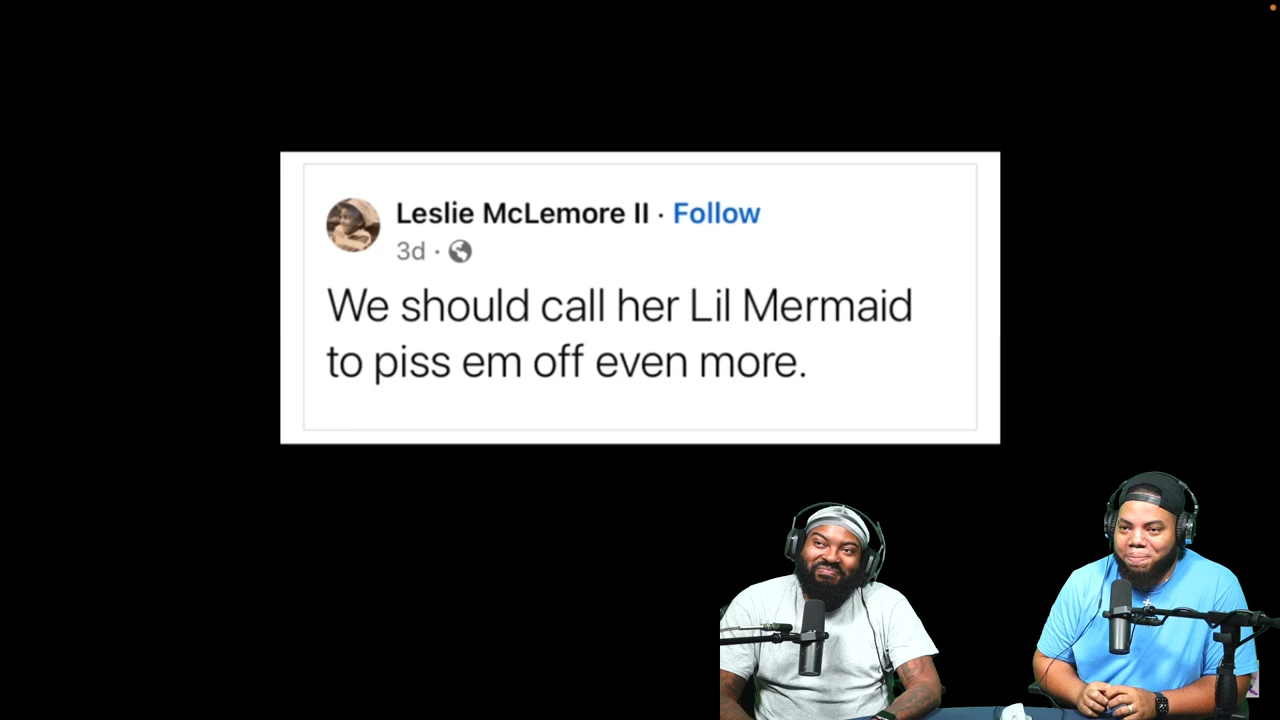 Leslie McLemore II · Follow
3d ·
We should call her Lil Mermaid
to piss em off even more.